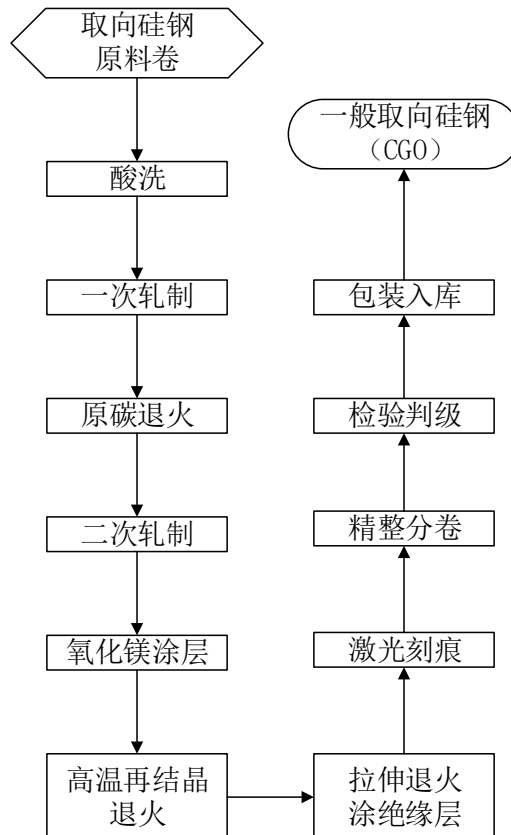 取向硅钢
原料卷
酸洗
一次轧制
原碳退火
二次轧制
氧化镁涂层
高温再结晶
退火
拉伸退火
涂绝缘层
激光刻痕
精整分卷
检验判级
包装入库
一般取向硅钢
（CGO）